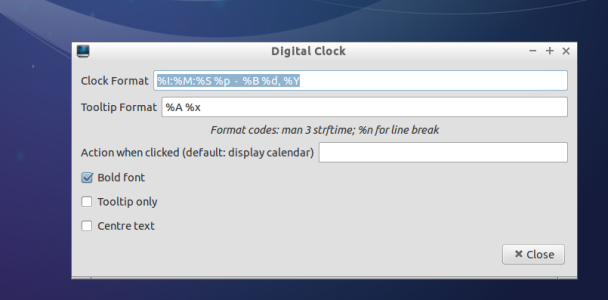 Digital Clock
Clock Format %I:%M:%S %p - %B %d, %Y
Tooltip Format %A %x
Format codes: man 3 strftime; %n for line break
Action when clicked (default: display calendar)
Bold font
Tooltip only
Centre text
Close